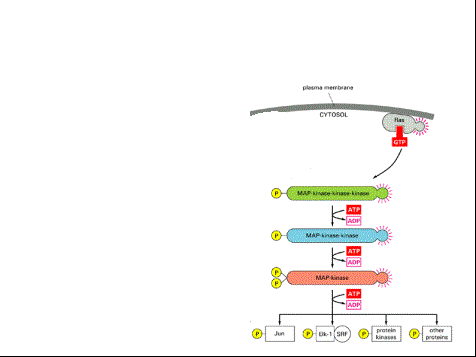 plasma membrane
CYTOSOL
Ras
GTP
P MAP-kinase-kinase-kinase
ATP
ADP
P MAP-kinase-kinase
ATP
ADP
P
P
MAP-kinase
ATP
ADP
P Jun
P Elk-1 SRF
P protein
kinases
P other
proteins